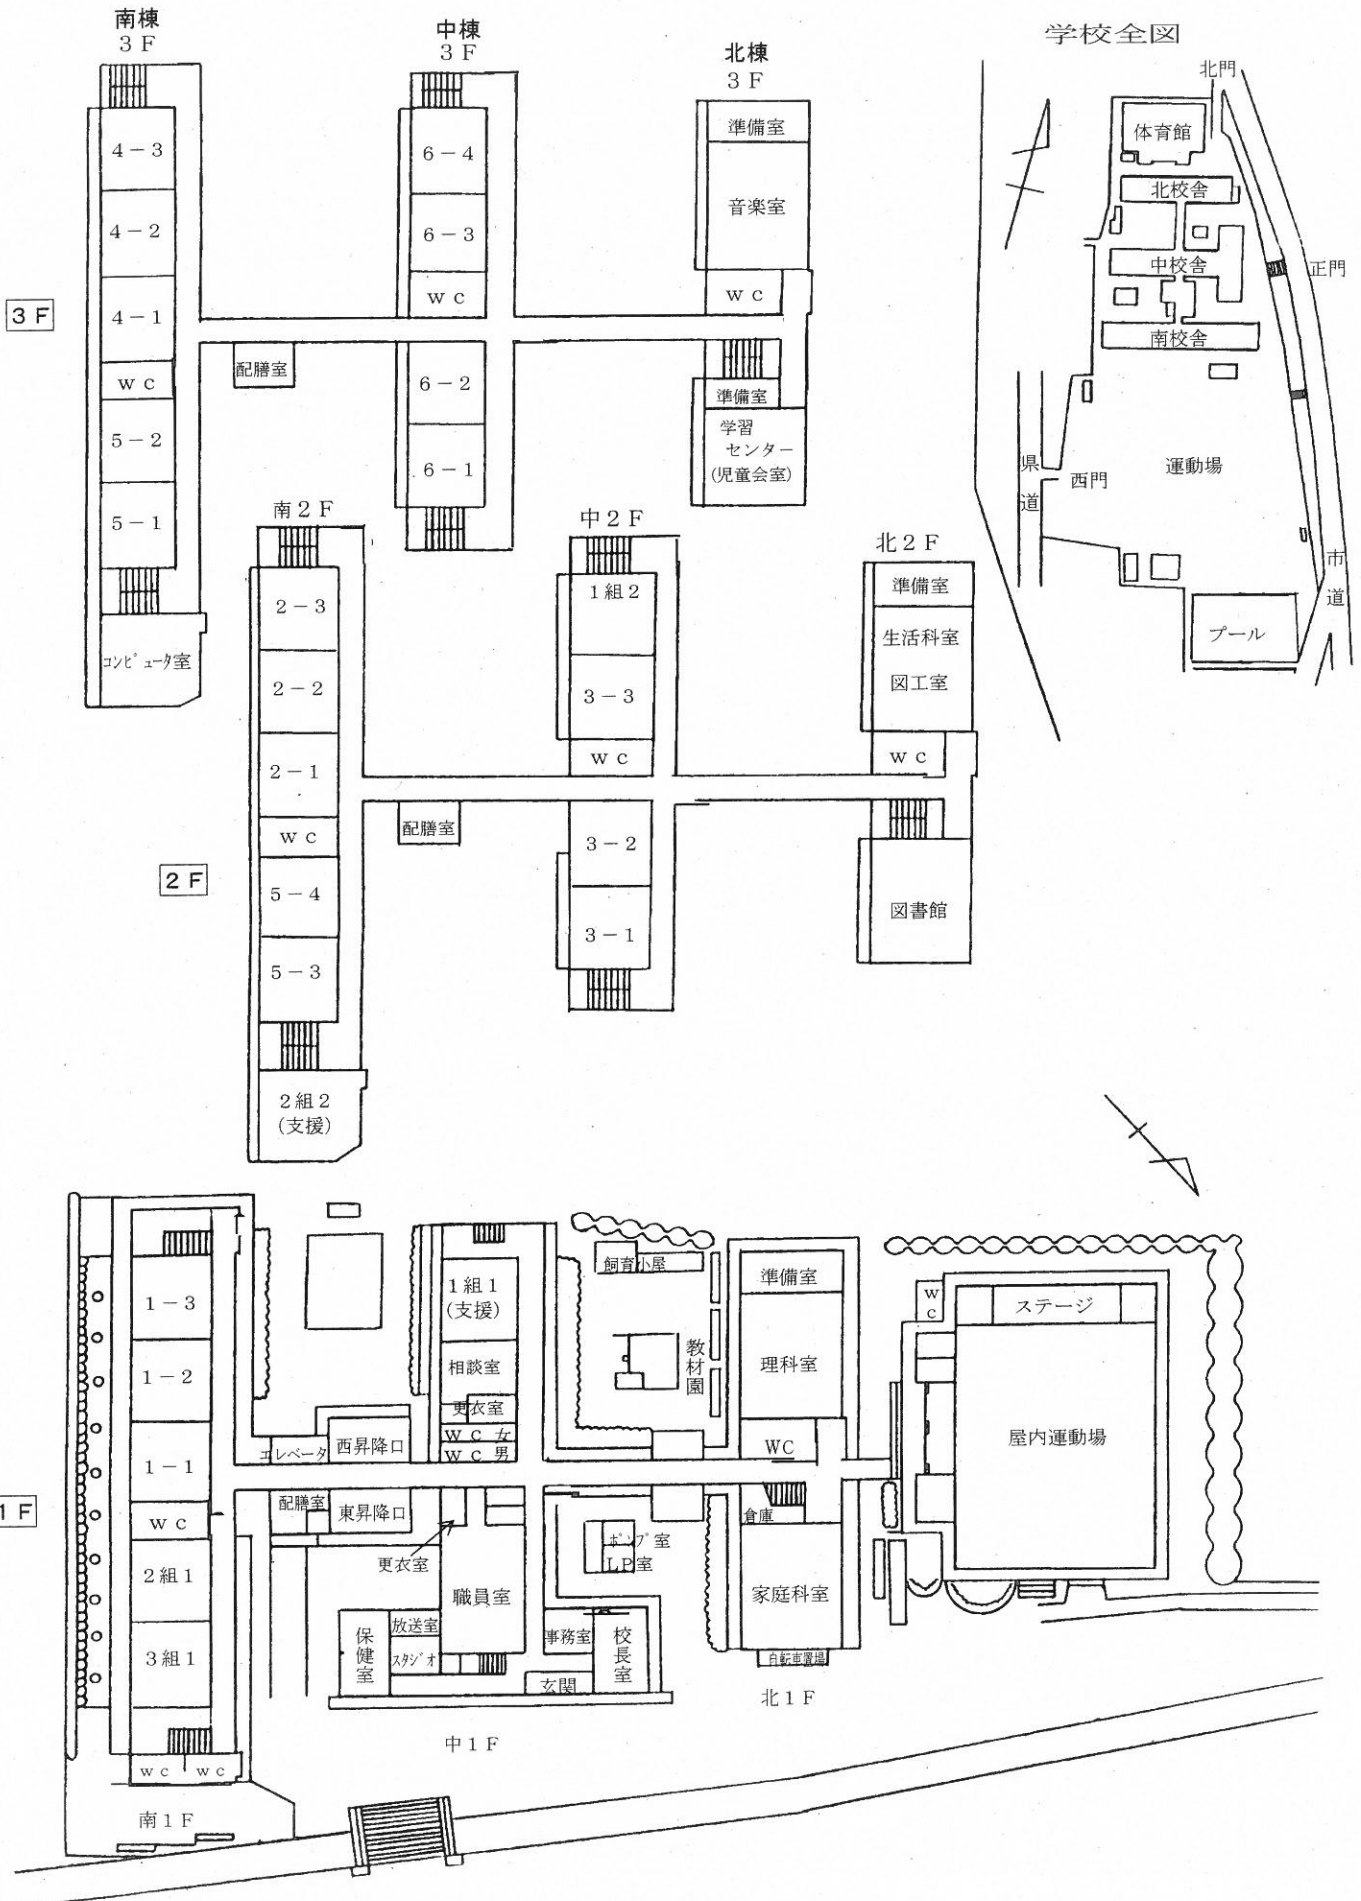 南棟
3F
中棟
3F
北棟
3F
学校全図
3F
4-3
4-2
4-1
wc
5-2
5-1
コンピュータ室
配膳室
6-4
6-3
wc
6-2
6-1
準備室
音楽室
wc
準備室
学習
センター
(児童会室)
北門
体育館
北校舎
中校舎
正門
南校舎
県道
西門
運動場
市道
プール
2F
南2F
2-3
2-2
2-1
wc
5-4
5-3
2組2
(支援)
配膳室
中2F
1組2
3-3
wc
3-2
3-1
北2F
準備室
生活科室
図工室
wc
図書館
1F
1-3
1-2
1-1
wc
2組1
3組1
wc wc
南1F
エレベータ
西昇降口
配膳室
東昇降口
1組1
(支援)
相談室
更衣室
wc 女
wc 男
更衣室
職員室
保健室
放送室
スタジオ
事務室
校長室
玄関
中1F
飼育小屋
教材園
ポンプ室
LP室
準備室
理科室
WC
倉庫
家庭科室
自転車置場
北1F
wc
ステージ
屋内運動場